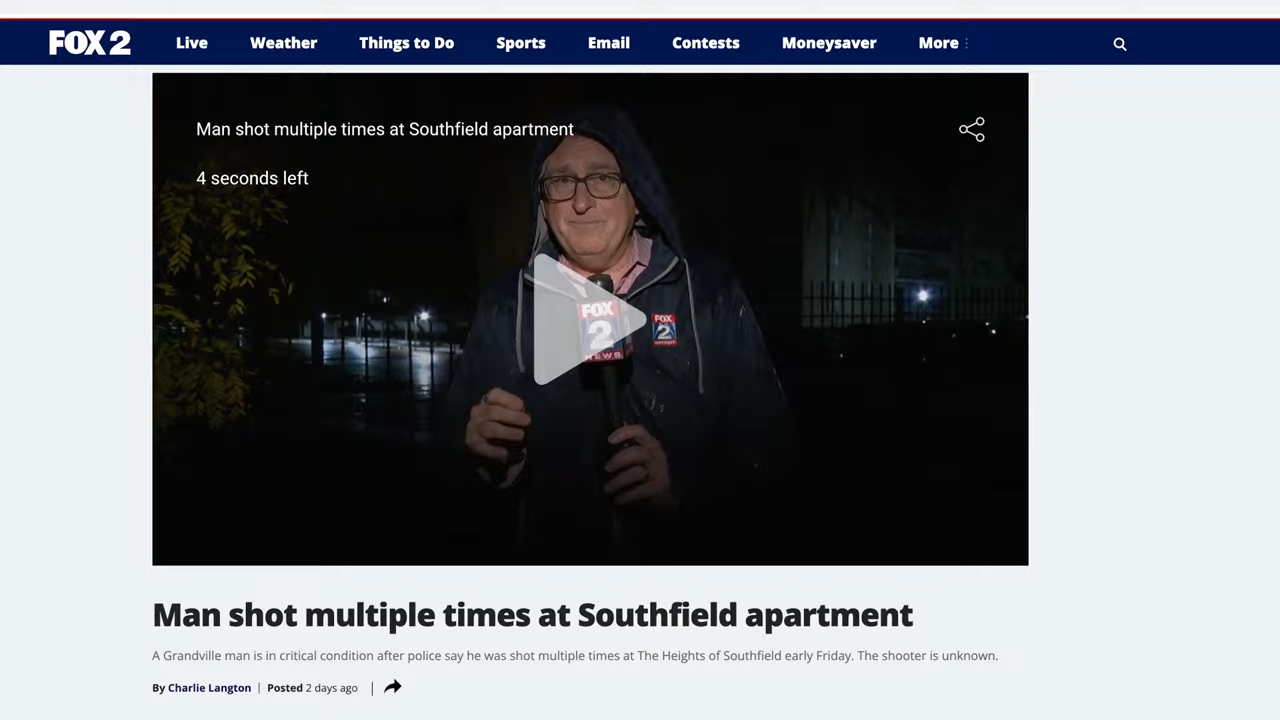 FOX 2 Live Weather Things to Do Sports Email Contests Moneysaver More
Man shot multiple times at Southfield apartment
4 seconds left
FOX
2
NEWS
FOX
2
DETROIT
Man shot multiple times at Southfield apartment
A Grandville man is in critical condition after police say he was shot multiple times at The Heights of Southfield early Friday. The shooter is unknown.
By Charlie Langton | Posted 2 days ago |